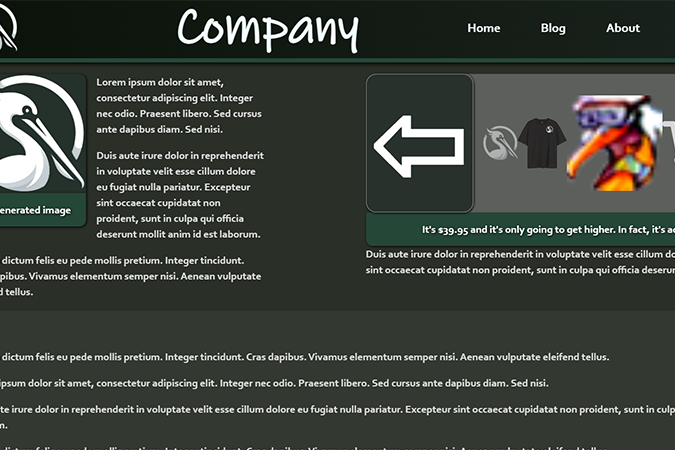 Company
Home
Blog
About
Lorem ipsum dolor sit amet,
consectetur adipiscing elit. Integer
nec odio. Praesent libero. Sed cursus
ante dapibus diam. Sed nisi.
Duis aute irure dolor in reprehenderit
in voluptate velit esse cillum dolore
eu fugiat nulla pariatur. Excepteur
sint occaecat cupidatat non
proident, sunt in culpa qui officia
deserunt mollit anim id est laborum.
enerated image
dictum felis eu pede mollis pretium. Integer tincidunt.
pibus. Vivamus elementum semper nisi. Aenean vulputate
d tellus.
It's $39.95 and it's only going to get higher. In fact, it's a
Duis aute irure dolor in reprehenderit in voluptate velit esse cillum do
sint occaecat cupidatat non proident, sunt in culpa qui officia deserun
dictum felis eu pede mollis pretium. Integer tincidunt. Cras dapibus. Vivamus elementum semper nisi. Aenean vulputate eleifend tellus.
ipsum dolor sit amet, consectetur adipiscing elit. Integer nec odio. Praesent libero. Sed cursus ante dapibus diam. Sed nisi.
te irure dolor in reprehenderit in voluptate velit esse cillum dolore eu fugiat nulla pariatur. Excepteur sint occaecat cupidatat non proident, sunt in culp
m.